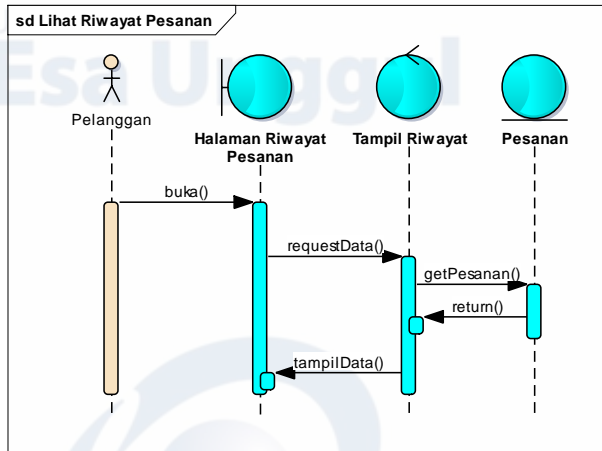 sd Lihat Riwayat Pesanan
Esa Unggul
Pelanggan
Halaman Riwayat
Pesanan
Tampil Riwayat
Pesanan
buka()
requestData()
getPesanan()
return()
tampilData()